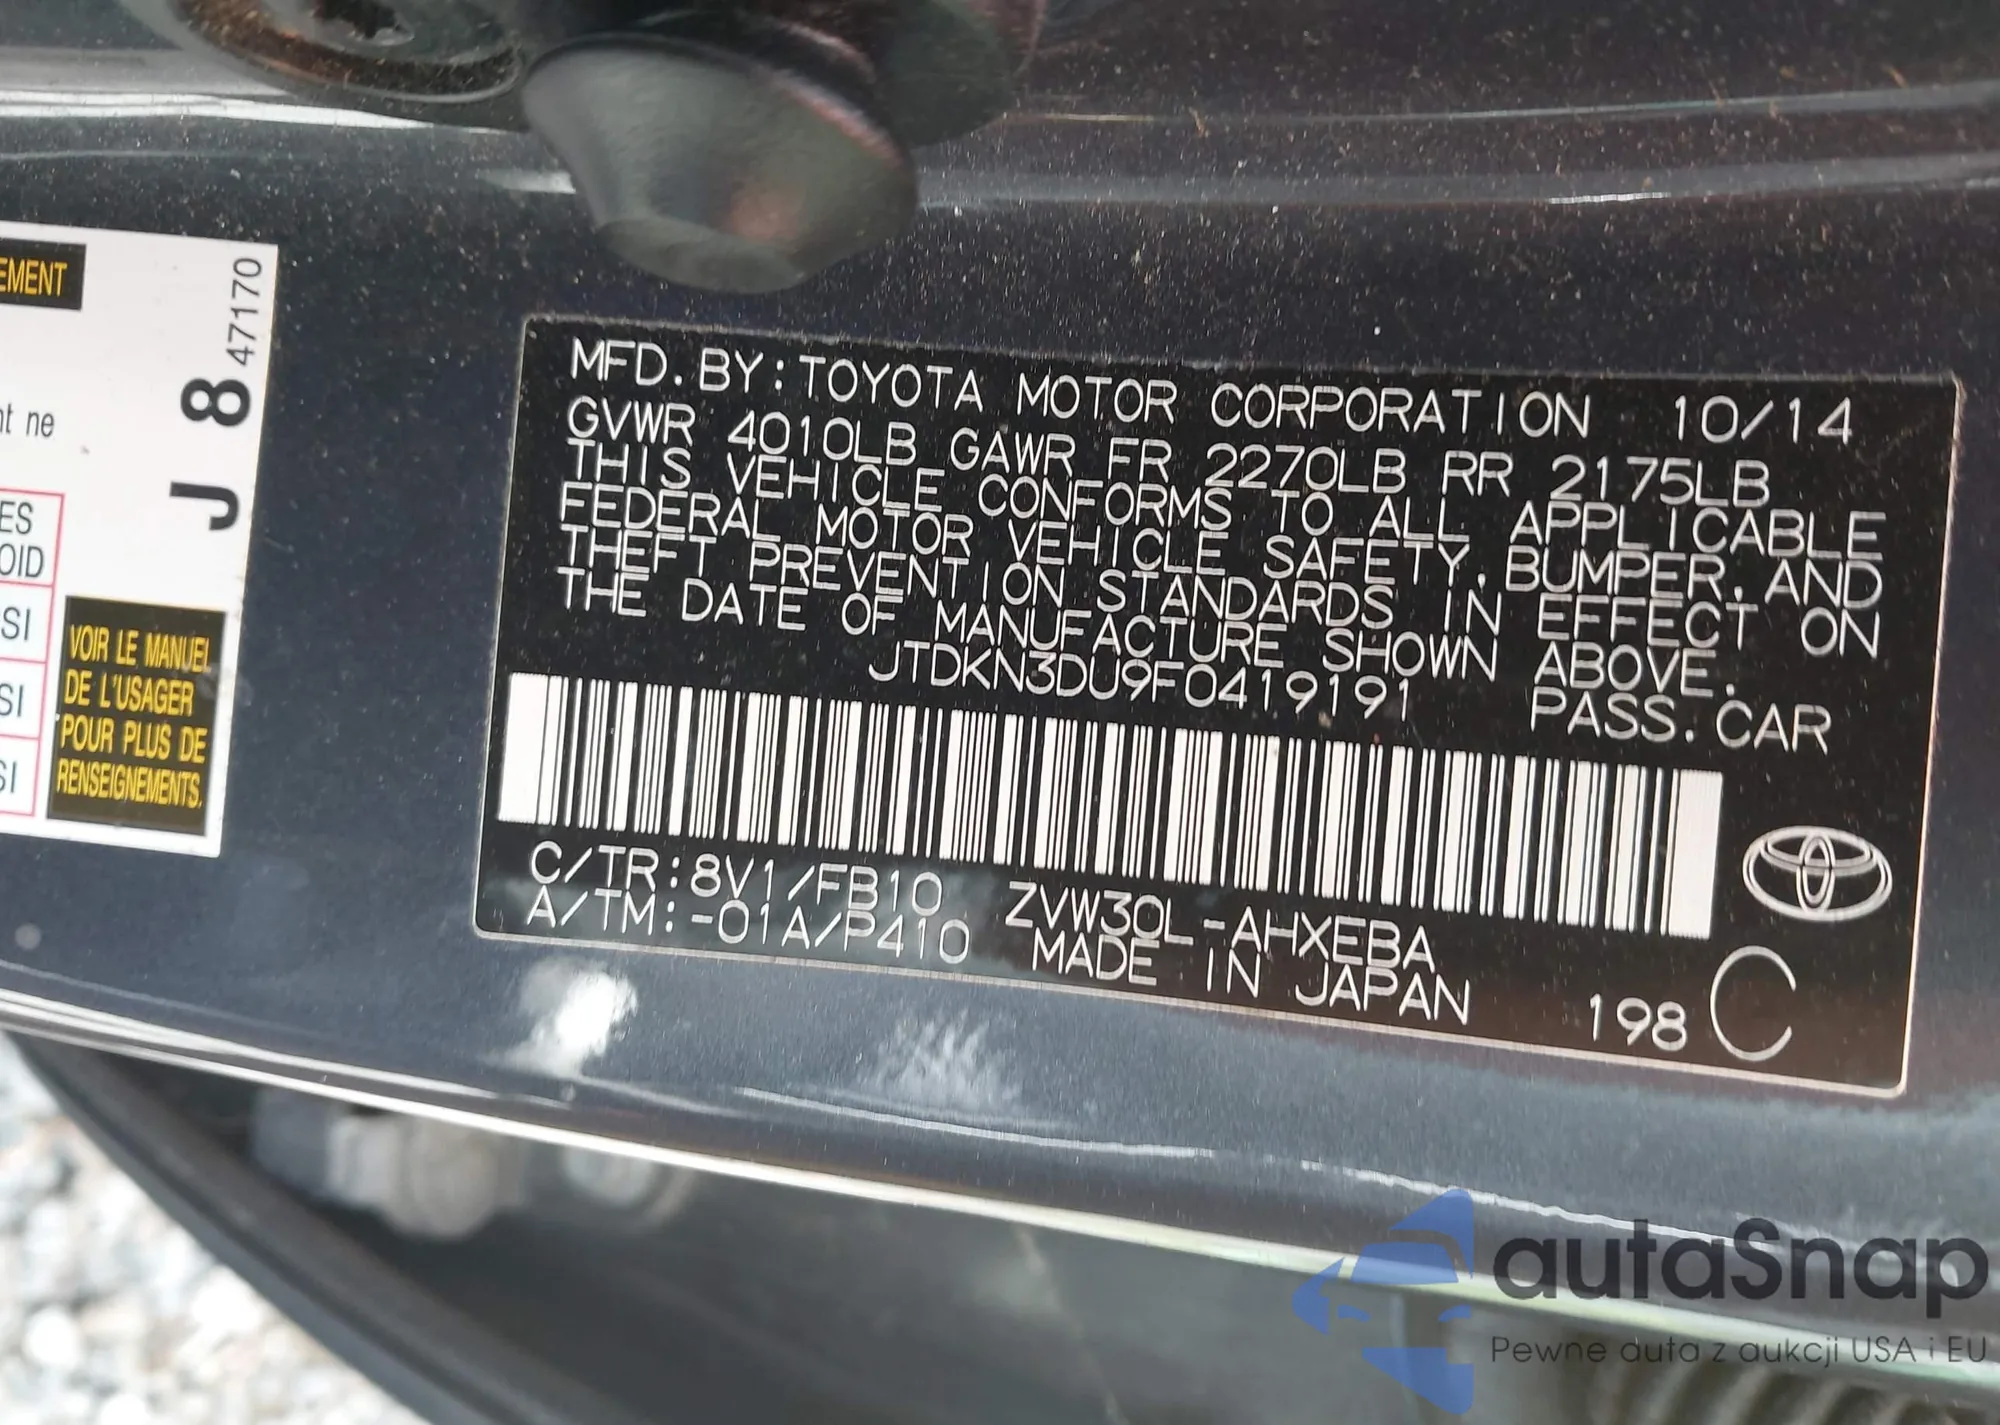 EMENT
47170
J 8
nt ne
ES
OID
SI
SI
SI
VOIR LE MANUEL
DE L'USAGER
POUR PLUS DE
RENSEIGNEMENTS.
MFD. BY: TOYOTA MOTOR CORPORATION 10/14
GVWR 4010LB GAWR FR 2270LB RR 2175LB
THIS VEHICLE CONFORMS TO ALL APPLICABLE
FEDERAL MOTOR VEHICLE SAFETY, BUMPER, AND
THEFT PREVENTION STANDARDS IN EFFECT ON
THE DATE OF MANUFACTURE SHOWN ABOVE.
JTDKN3DU9F0419191 PASS. CAR
C/TR: 8V1/FB10 ZVW30L-AHXEBA
A/TM: -01A/P410 MADE IN JAPAN 198 C
autaSnap
Pewne auta z aukcji USA i EU